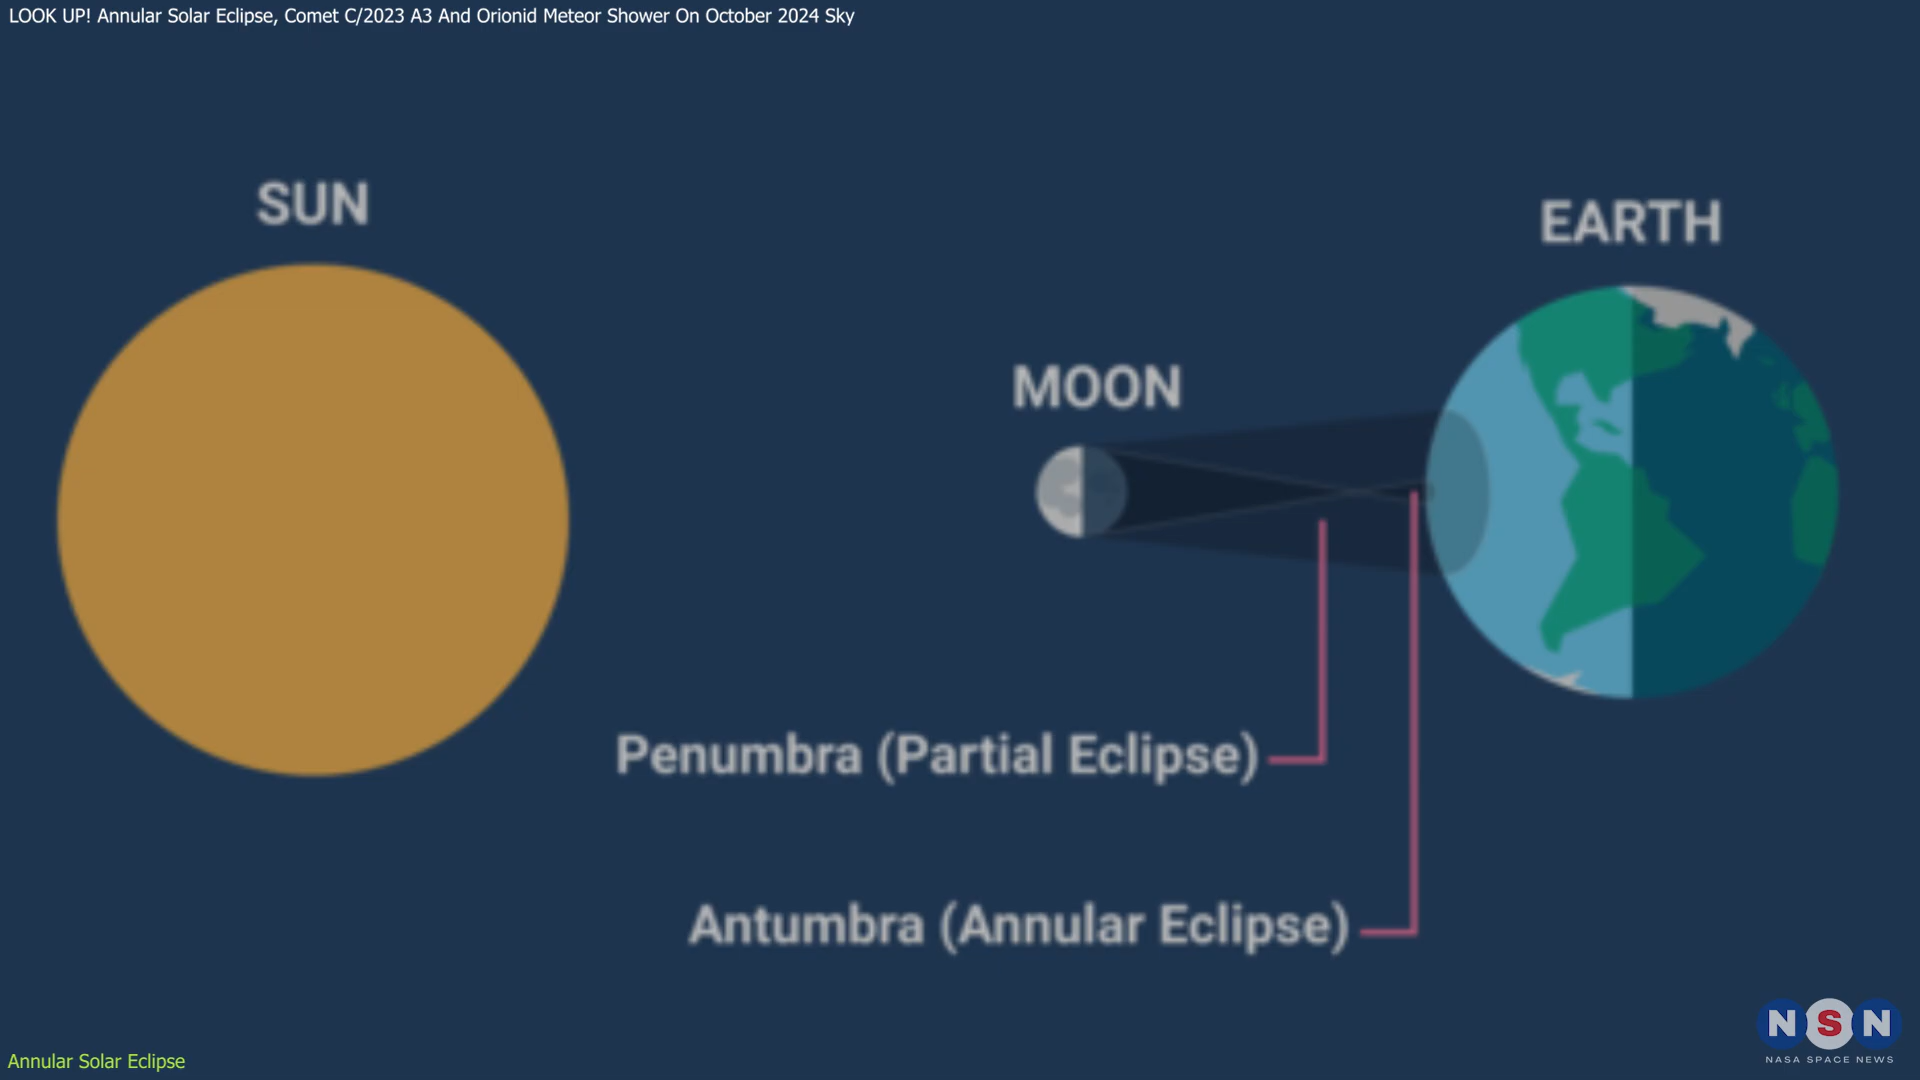 LOOK UP! Annular Solar Eclipse, Comet C/2023 A3 And Orionid Meteor Shower On October 2024 Sky
SUN
EARTH
MOON
Penumbra (Partial Eclipse)
Antumbra (Annular Eclipse)
NSN
NASA SPACE NEWS
Annular Solar Eclipse